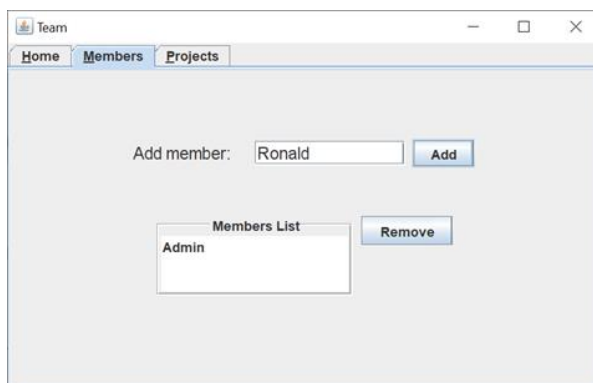 Team
Home Members Projects
Add member: Ronald Add
Members List
Remove
Admin